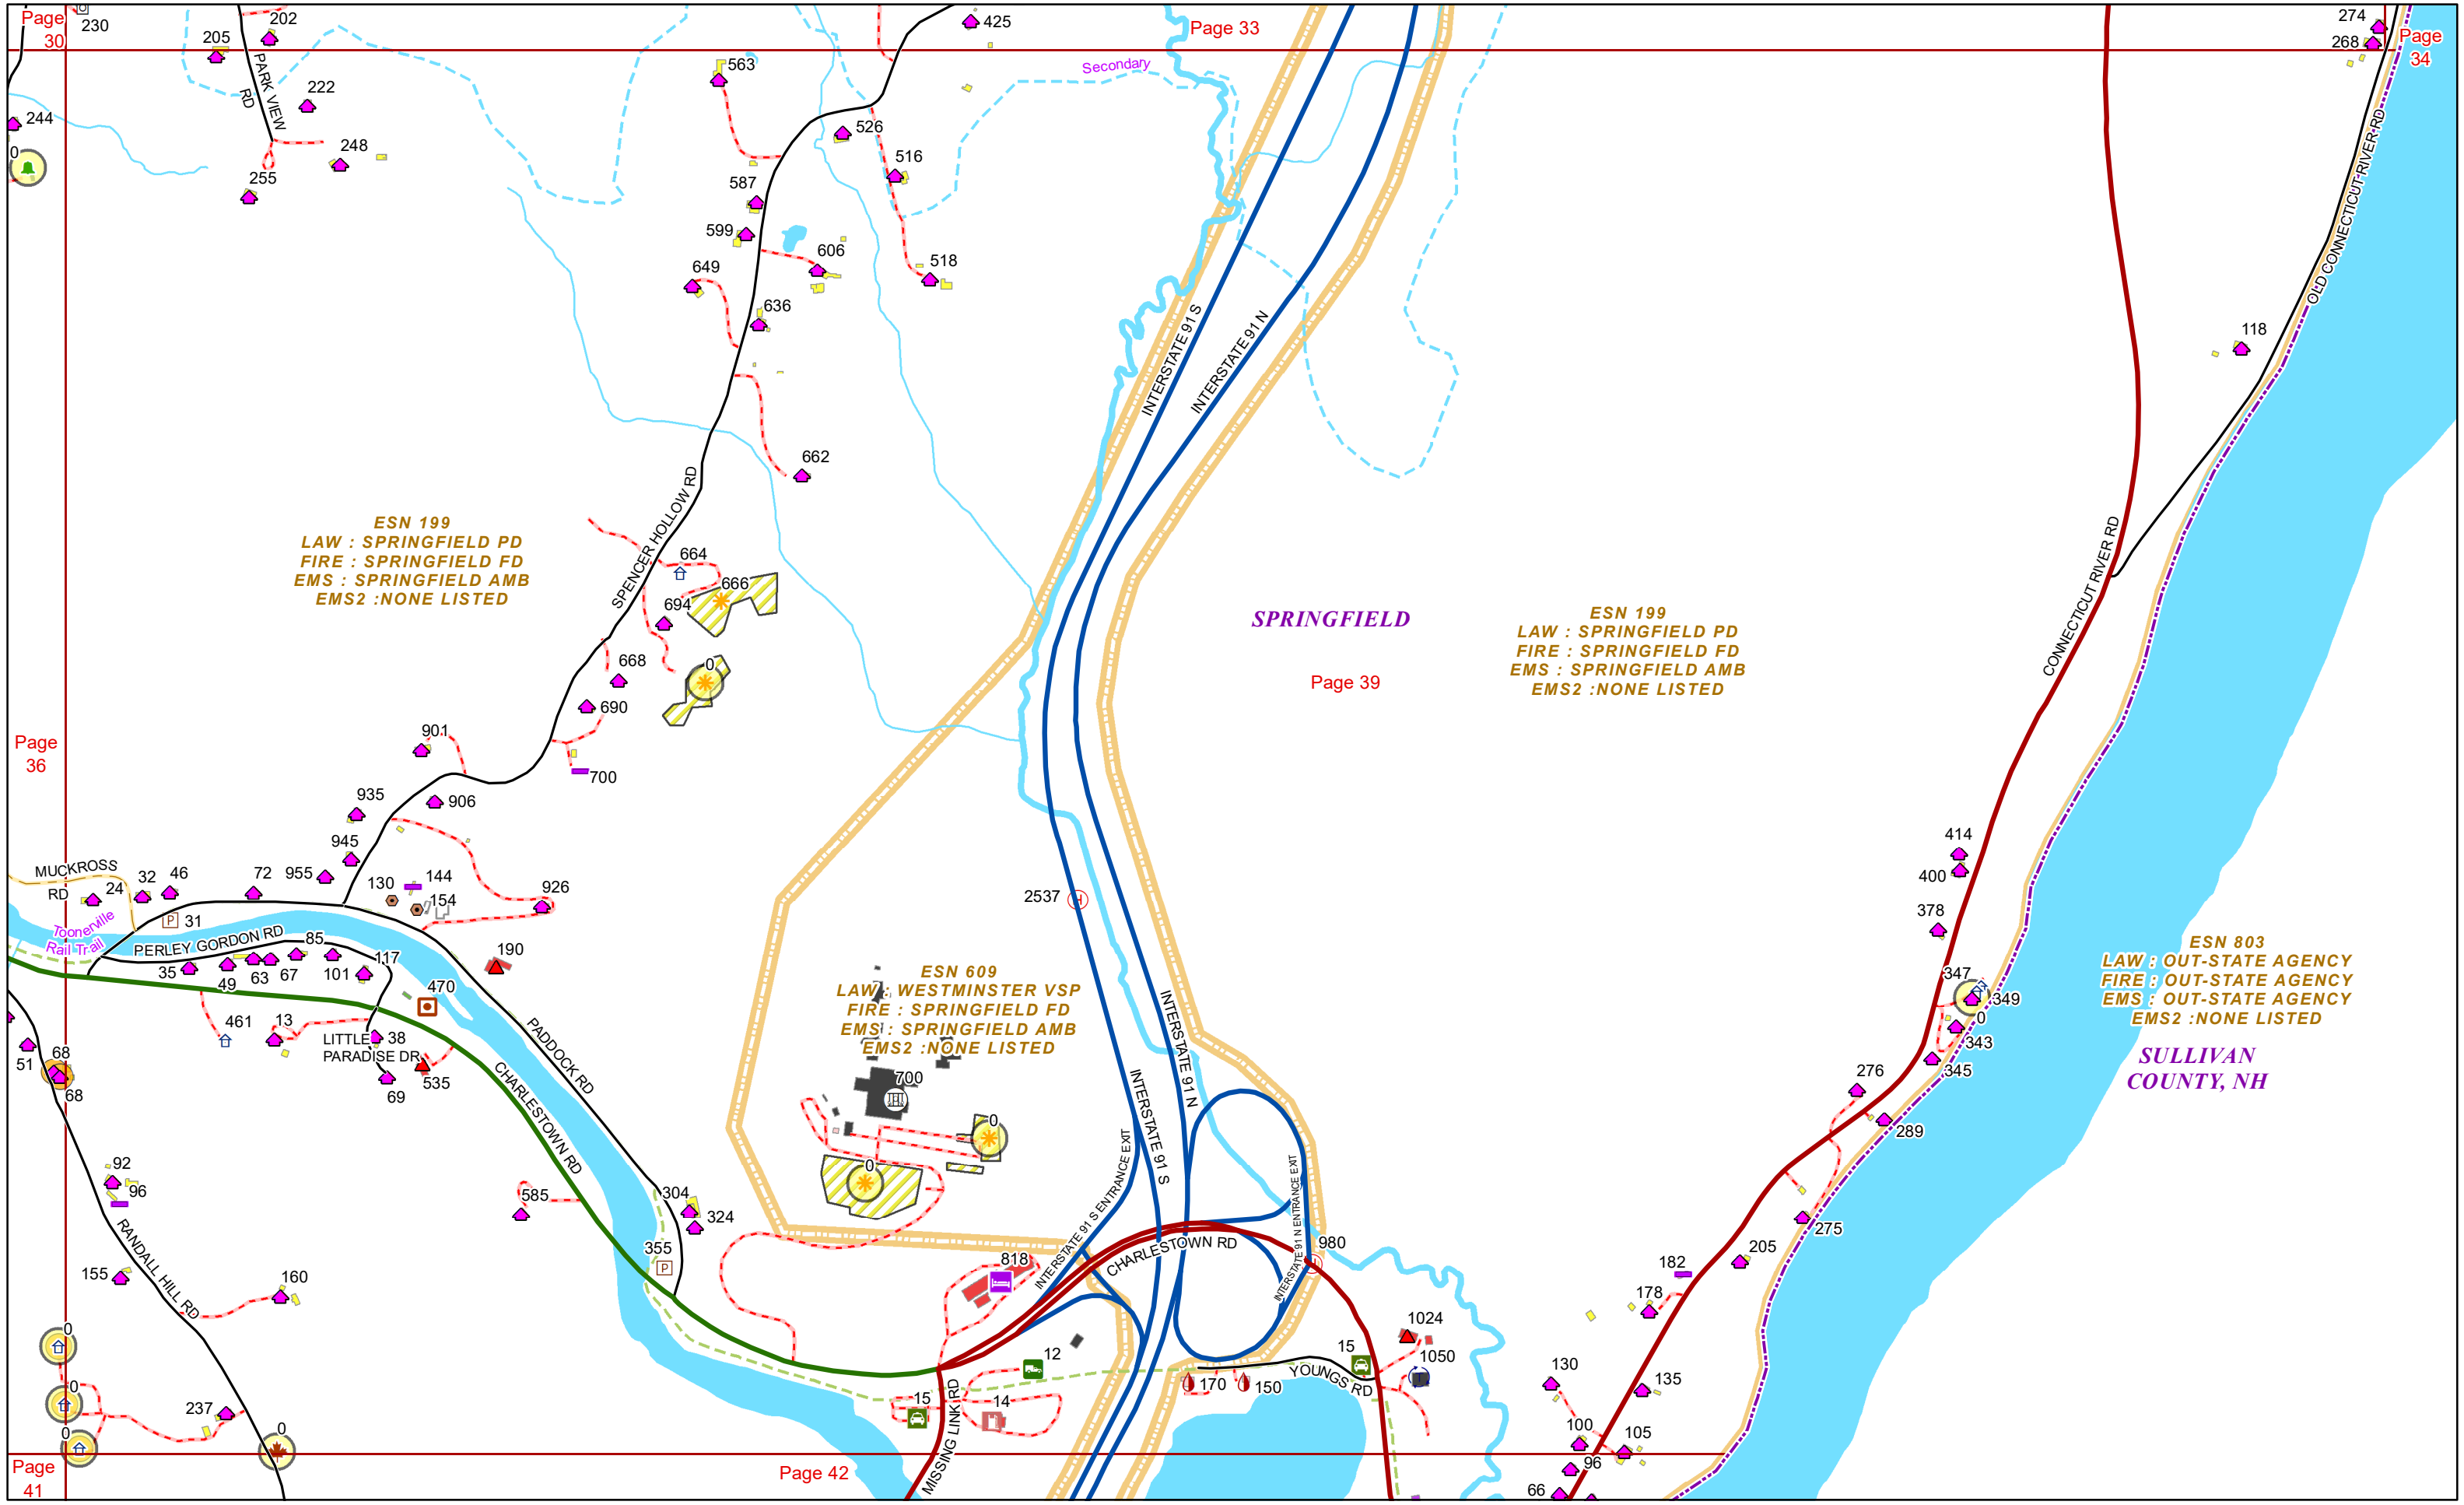 Page
30
230
202
205
PARK VIEW
RD
222
244
0
248
255
425
Page 33
563
Secondary
526
516
587
599
606
518
649
636
662
274
268
Page
34
OLD CONNECTICUT RIVER RD
118
INTERSTATE 91 S
INTERSTATE 91 N
SPENCER HOLLOW RD
ESN 199
LAW : SPRINGFIELD PD
FIRE : SPRINGFIELD FD
EMS : SPRINGFIELD AMB
EMS2 :NONE LISTED
664
666
694
668
0
690
700
SPRINGFIELD
Page 39
ESN 199
LAW : SPRINGFIELD PD
FIRE : SPRINGFIELD FD
EMS : SPRINGFIELD AMB
EMS2 :NONE LISTED
CONNECTICUT RIVER RD
Page
36
901
906
935
945
955
MUCKROSS
RD
24
32
46
72
130
144
154
926
31
Toonerville
Rail Trail
PERLEY GORDON RD
35
49
63
67
85
101
117
190
470
461
13
LITTLE
PARADISE DR
38
535
69
51
68
68
PADDOCK RD
CHARLESTOWN RD
2537
ESN 609
LAW : WESTMINSTER VSP
FIRE : SPRINGFIELD FD
EMS : SPRINGFIELD AMB
EMS2 :NONE LISTED
700
0
0
INTERSTATE 91 N
INTERSTATE 91 S
INTERSTATE 91 S ENTRANCE EXIT
INTERSTATE 91 N ENTRANCE EXIT
INTERSTATE 91 N
414
400
378
347
349
0
343
345
276
289
275
205
182
178
ESN 803
LAW : OUT-STATE AGENCY
FIRE : OUT-STATE AGENCY
EMS : OUT-STATE AGENCY
EMS2 :NONE LISTED
SULLIVAN
COUNTY, NH
92
96
RANDALL HILL RD
155
160
585
304
324
355
P
P
818
CHARLESTOWN RD
980
H
12
15
14
MISSING LINK RD
170
150
YOUNGS RD
15
1024
1050
130
135
100
105
96
66
0
0
0
237
0
Page
41
Page 42